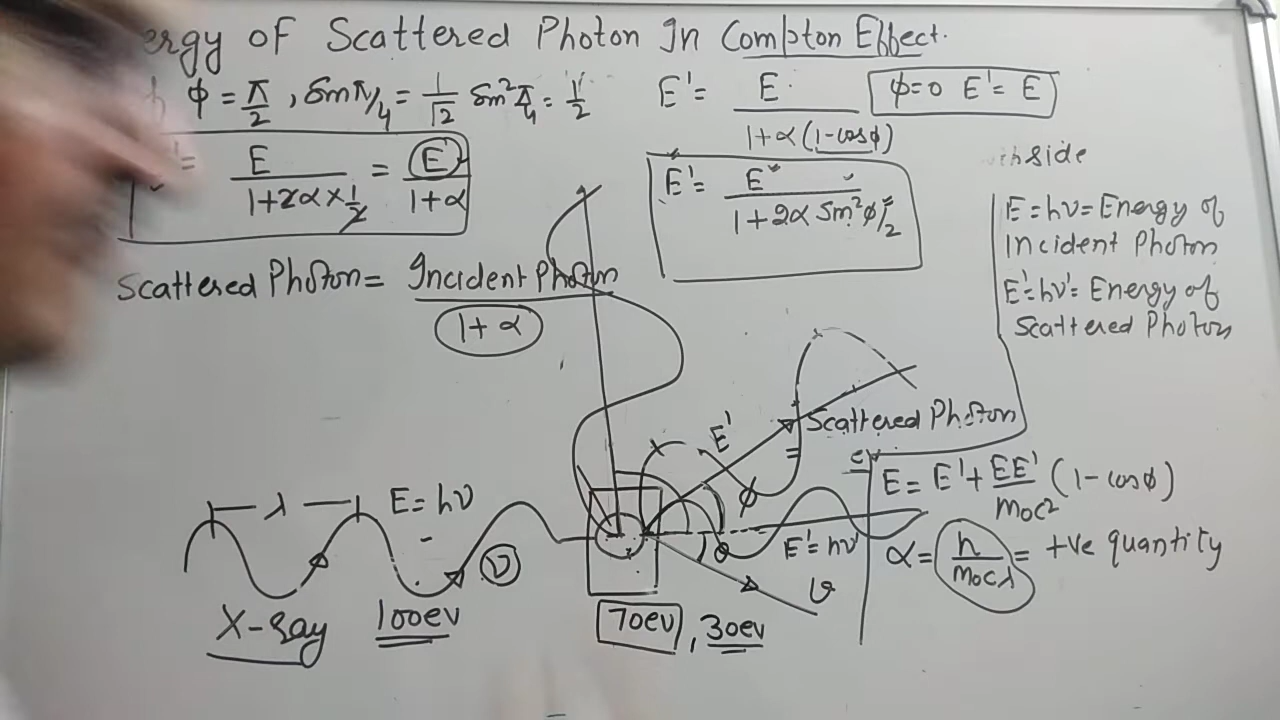 ergy of Scattered Photon In Compton Effect.
ϕ = π/2 , Sin π/4 = 1/√2 Sin² π/4 = 1/2
E' = E / 1+α(1-cosϕ)
ϕ=0 E' = E
' = E / 1+2α×1/2 = E / 1+α
E' = E / 1+2α Sin² ϕ/2
side
E = hν = Energy of
Incident Photon
E' = hν' = Energy of
Scattered Photon
Scattered Photon = Incident Photon / 1+α
E'
Scattered Photon
ϕ
λ
E = hν
ν
θ
E' = hν'
υ
E = E' + EE' / m₀c² (1-cosϕ)
α = h / m₀cλ = +ve quantity
X-ray 100ev
70ev , 30ev